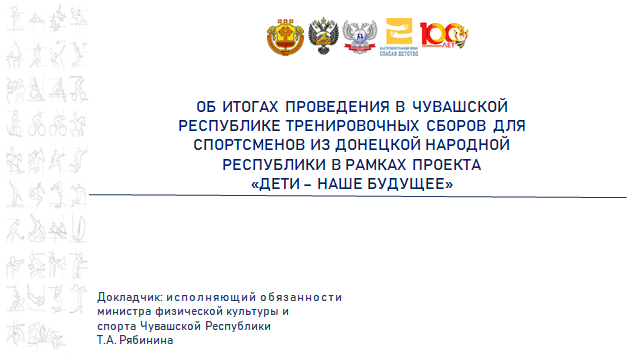 БЛАГОТВОРИТЕЛЬНЫЙ ФОНД
СПАСАЯ ДЕТСТВО
100
ЛЕТ
ОБ ИТОГАХ ПРОВЕДЕНИЯ В ЧУВАШСКОЙ
РЕСПУБЛИКЕ ТРЕНИРОВОЧНЫХ СБОРОВ ДЛЯ
СПОРТСМЕНОВ ИЗ ДОНЕЦКОЙ НАРОДНОЙ
РЕСПУБЛИКИ В РАМКАХ ПРОЕКТА
«ДЕТИ – НАШЕ БУДУЩЕЕ»
Докладчик: исполняющий обязанности
министра физической культуры и
спорта Чувашской Республики
Т.А. Рябинина